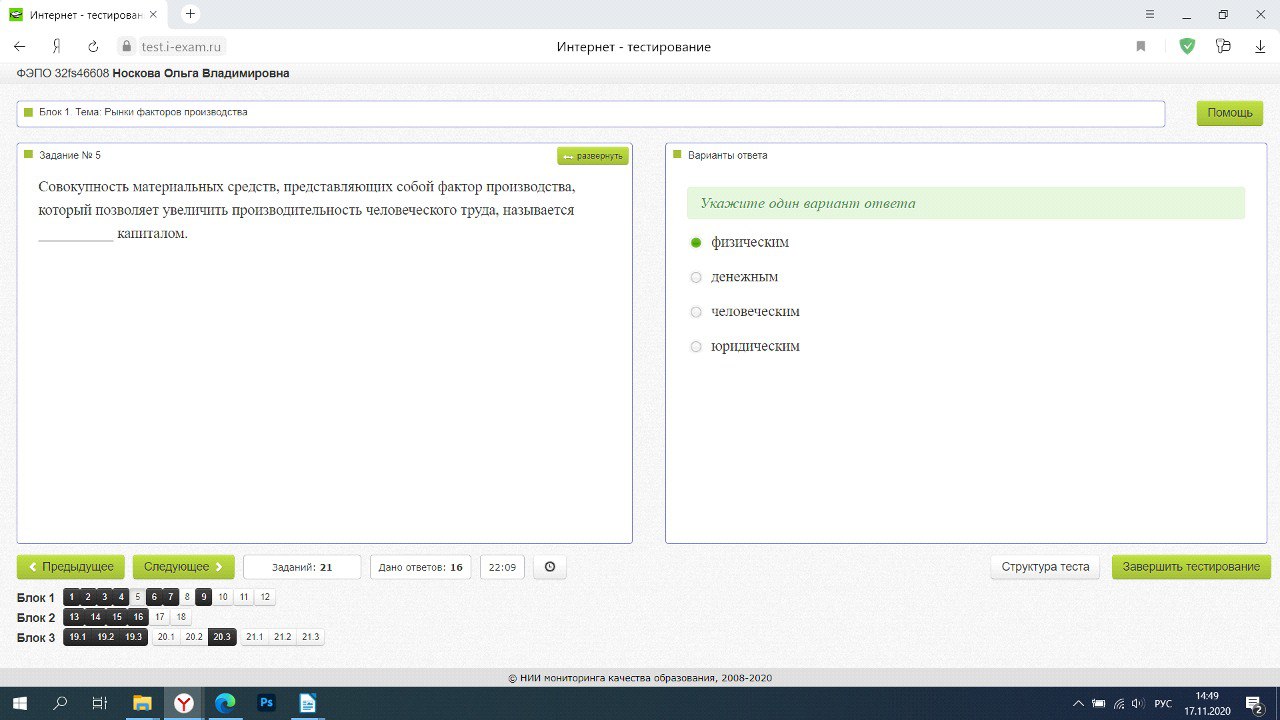 Интернет - тестирован
test.i-exam.ru
Интернет - тестирование
ФЭПО 32fs46608 Носкова Ольга Владимировна
Блок 1. Тема: Рынки факторов производства
Помощь
Задание № 5
развернуть
Совокупность материальных средств, представляющих собой фактор производства,
который позволяет увеличить производительность человеческого труда, называется
__________ капиталом.
Варианты ответа
Укажите один вариант ответа
физическим
денежным
человеческим
юридическим
Предыдущее
Следующее
Заданий: 21
Дано ответов: 16
22:09
Структура теста
Завершить тестирование
Блок 1 1 2 3 4 5 6 7 8 9 10 11 12
Блок 2 13 14 15 16 17 18
Блок 3 19.1 19.2 19.3 20.1 20.2 20.3 21.1 21.2 21.3
© НИИ мониторинга качества образования, 2008-2020
Ps
РУС
14:49
17.11.2020
2